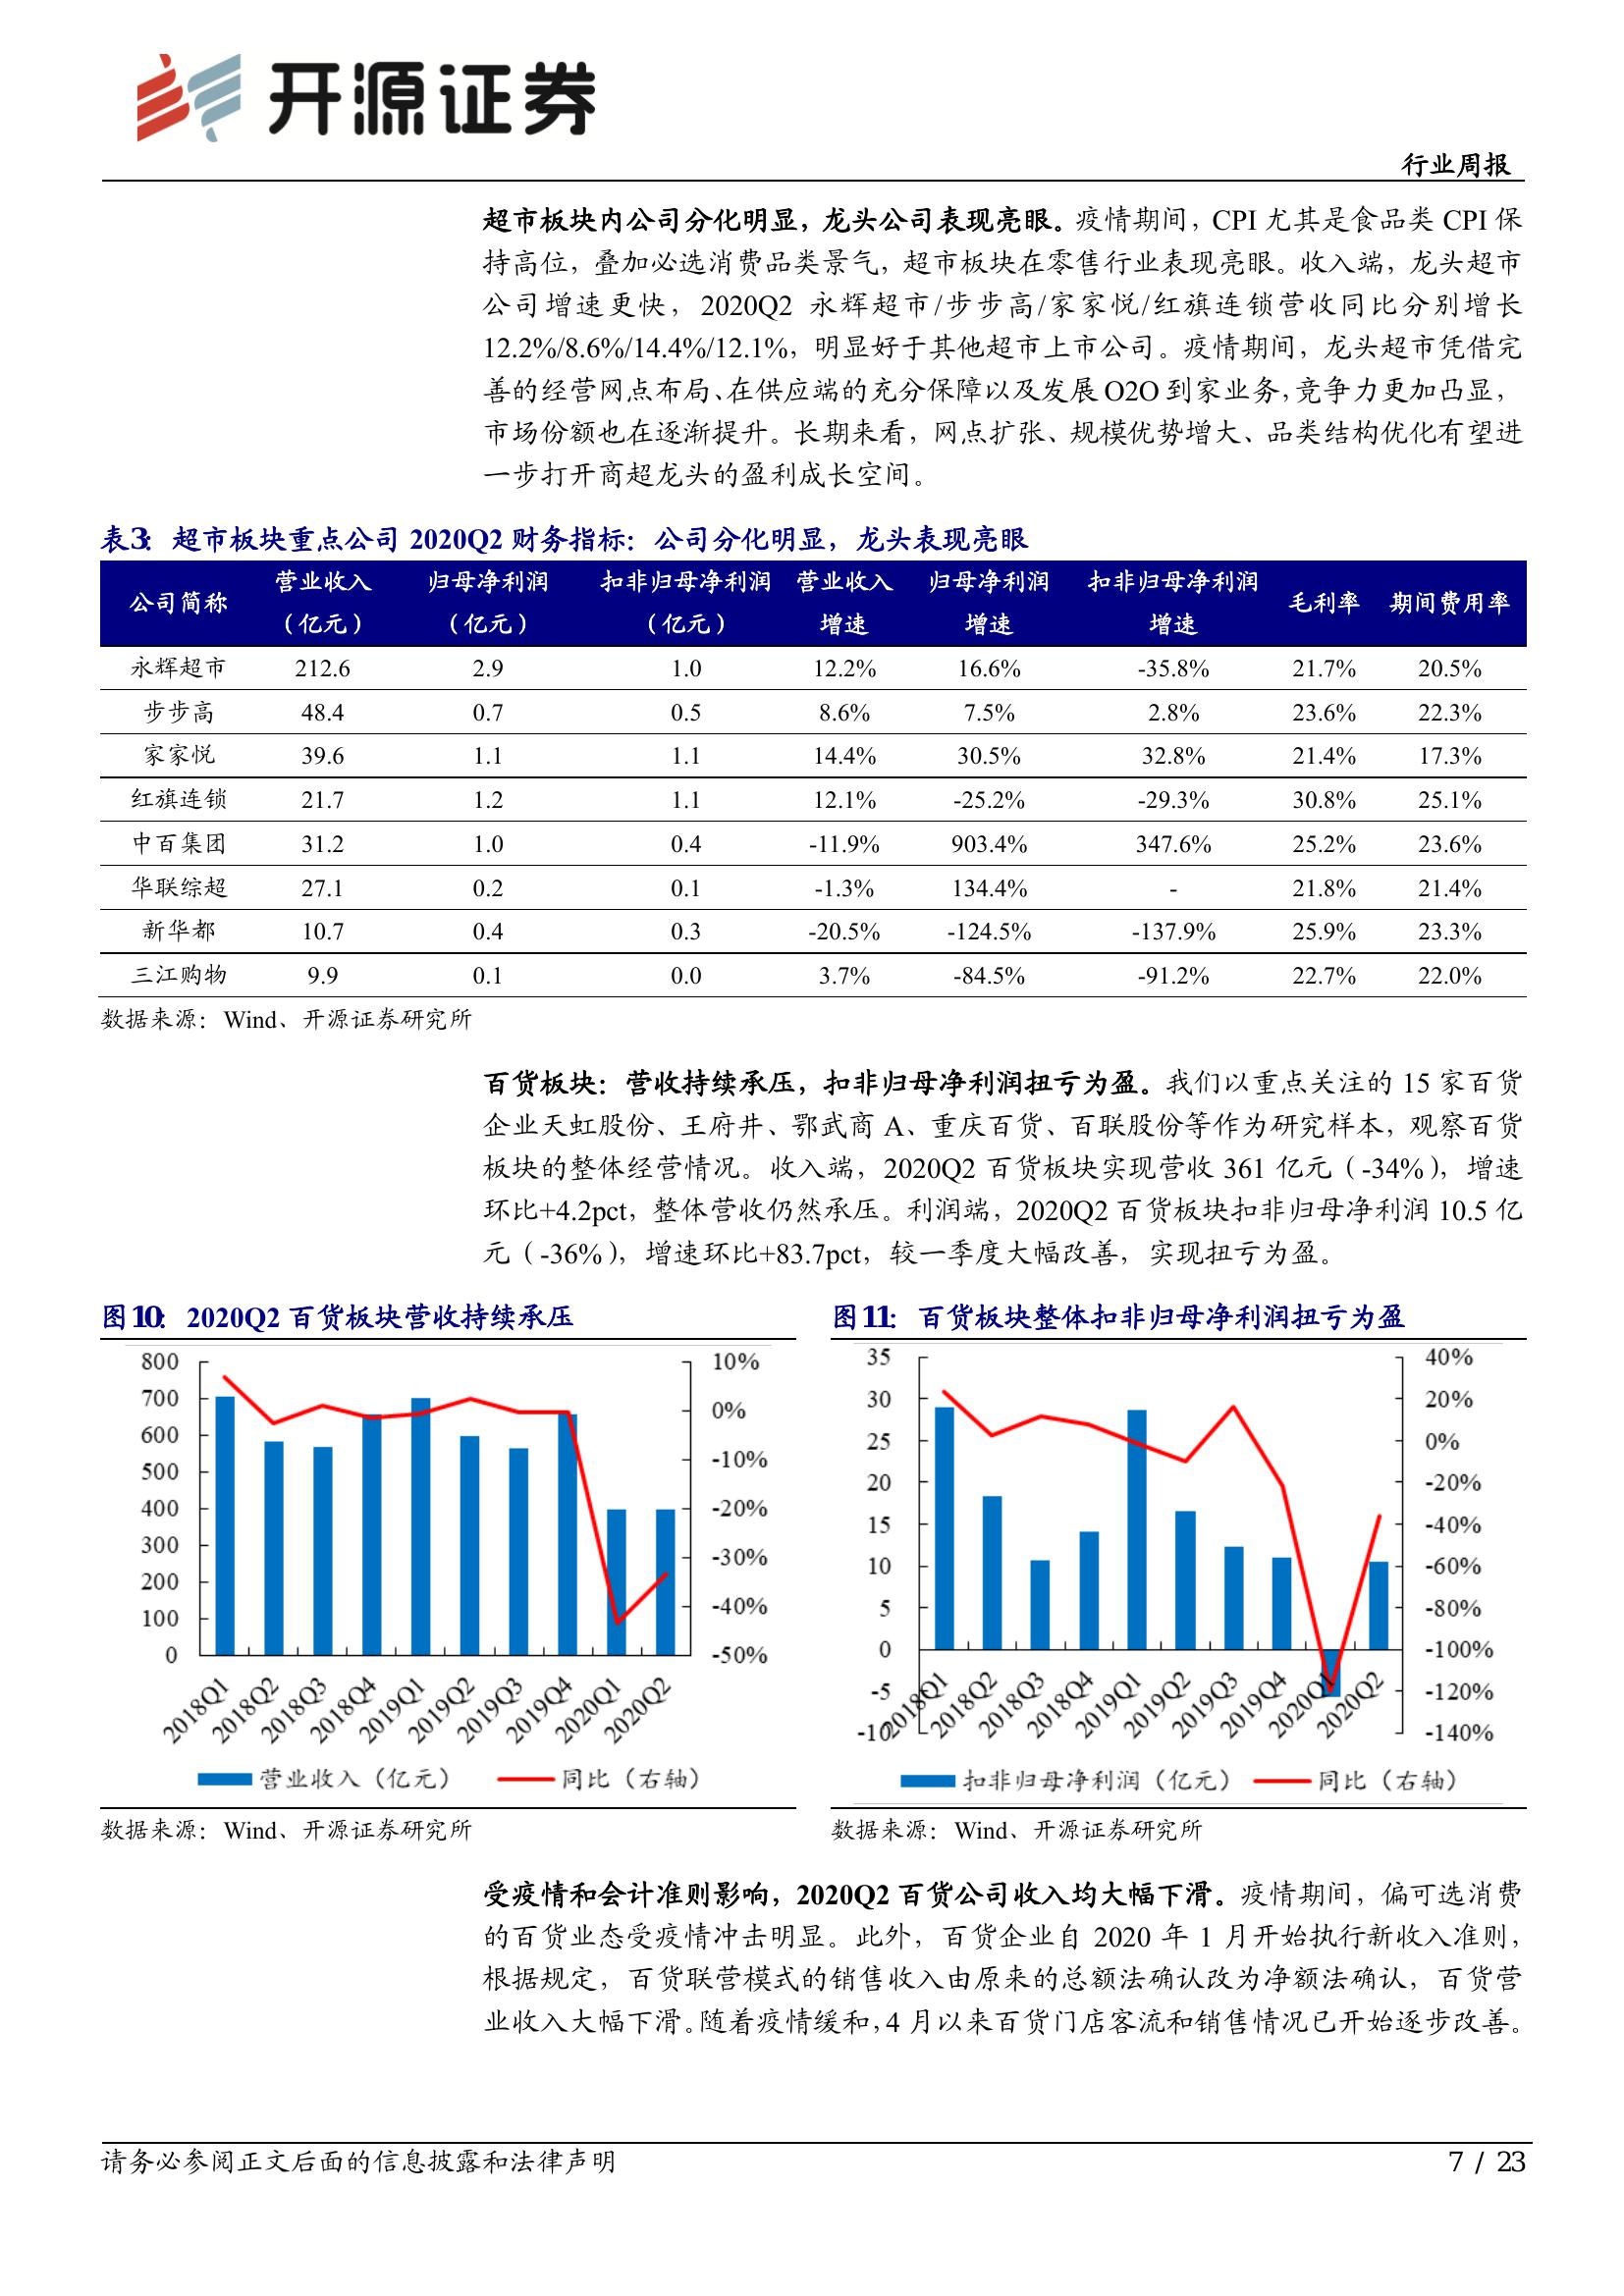 开源证券
行业周报
超市板块内公司分化明显，龙头公司表现亮眼。疫情期间，CPI 尤其是食品类 CPI 保
持高位，叠加必选消费品类景气，超市板块在零售行业表现亮眼。收入端，龙头超市
公司增速更快，2020Q2 永辉超市/步步高/家家悦/红旗连锁营收同比分别增长
12.2%/8.6%/14.4%/12.1%，明显好于其他超市上市公司。疫情期间，龙头超市凭借完
善的经营网点布局、在供应端的充分保障以及发展 O2O 到家业务，竞争力更加凸显，
市场份额也在逐渐提升。长期来看，网点扩张、规模优势增大、品类结构优化有望进
一步打开商超龙头的盈利成长空间。
表3：超市板块重点公司 2020Q2 财务指标：公司分化明显，龙头表现亮眼
公司简称 营业收入（亿元） 归母净利润（亿元） 扣非归母净利润（亿元） 营业收入增速 归母净利润增速 扣非归母净利润增速 毛利率 期间费用率
永辉超市 212.6 2.9 1.0 12.2% 16.6% -35.8% 21.7% 20.5%
步步高 48.4 0.7 0.5 8.6% 7.5% 2.8% 23.6% 22.3%
家家悦 39.6 1.1 1.1 14.4% 30.5% 32.8% 21.4% 17.3%
红旗连锁 21.7 1.2 1.1 12.1% -25.2% -29.3% 30.8% 25.1%
中百集团 31.2 1.0 0.4 -11.9% 903.4% 347.6% 25.2% 23.6%
华联综超 27.1 0.2 0.1 -1.3% 134.4% - 21.8% 21.4%
新华都 10.7 0.4 0.3 -20.5% -124.5% -137.9% 25.9% 23.3%
三江购物 9.9 0.1 0.0 3.7% -84.5% -91.2% 22.7% 22.0%
数据来源：Wind、开源证券研究所
百货板块：营收持续承压，扣非归母净利润扭亏为盈。我们以重点关注的 15 家百货
企业天虹股份、王府井、鄂武商 A、重庆百货、百联股份等作为研究样本，观察百货
板块的整体经营情况。收入端，2020Q2 百货板块实现营收 361 亿元（-34%），增速
环比+4.2pct，整体营收仍然承压。利润端，2020Q2 百货板块扣非归母净利润 10.5 亿
元（-36%），增速环比+83.7pct，较一季度大幅改善，实现扭亏为盈。
图10：2020Q2 百货板块营收持续承压
800 700 600 500 400 300 200 100 0
10% 0% -10% -20% -30% -40% -50%
2018Q1 2018Q2 2018Q3 2018Q4 2019Q1 2019Q2 2019Q3 2019Q4 2020Q1 2020Q2
营业收入（亿元） 同比（右轴）
数据来源：Wind、开源证券研究所
图11：百货板块整体扣非归母净利润扭亏为盈
35 30 25 20 15 10 5 0 -5 -10
40% 20% 0% -20% -40% -60% -80% -100% -120% -140%
2018Q1 2018Q2 2018Q3 2018Q4 2019Q1 2019Q2 2019Q3 2019Q4 2020Q1 2020Q2
扣非归母净利润（亿元） 同比（右轴）
数据来源：Wind、开源证券研究所
受疫情和会计准则影响，2020Q2 百货公司收入均大幅下滑。疫情期间，偏可选消费
的百货业态受疫情冲击明显。此外，百货企业自 2020 年 1 月开始执行新收入准则，
根据规定，百货联营模式的销售收入由原来的总额法确认改为净额法确认，百货营
业收入大幅下滑。随着疫情缓和，4 月以来百货门店客流和销售情况已开始逐步改善。
请务必参阅正文后面的信息披露和法律声明
7 / 23